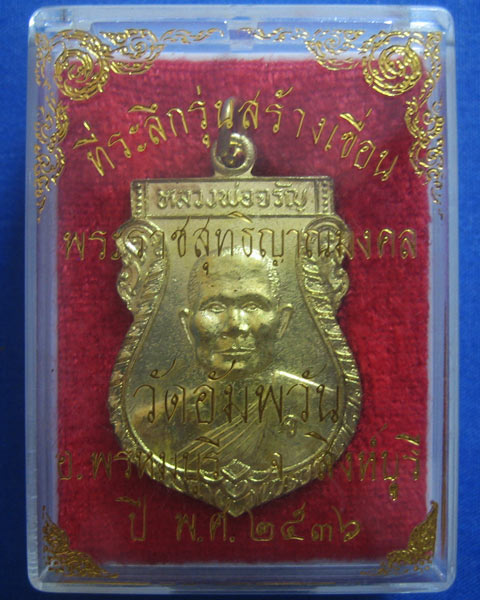 ที่ระลึกรุ่นสร้างเขื่อน
หลวงพ่อจรัญ
พระราชสุทธิญาณมงคล
วัดอัมพวัน
อ.พรหมบุรี จ.สิงห์บุรี
ปี พ.ศ. ๒๕๓๖